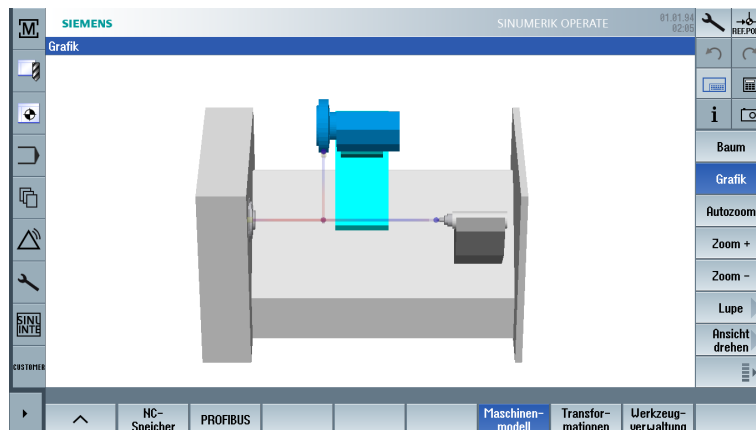 M
SIEMENS
SINUMERIK OPERATE
01.01.94
02:05
REF.POI
Grafik
i
Baum
Grafik
Autozoom
Zoom +
Zoom -
Lupe
Ansicht
drehen
SINU
INTE
CUSTOMER
NC-
Speicher
PROFIBUS
Maschinen-
modell
Transfor-
mationen
Werkzeug-
verwaltung